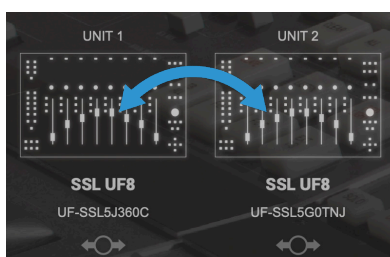 UNIT 1
UNIT 2
SSL UF8
SSL UF8
UF-SSL5J360C
UF-SSL5G0TNJ